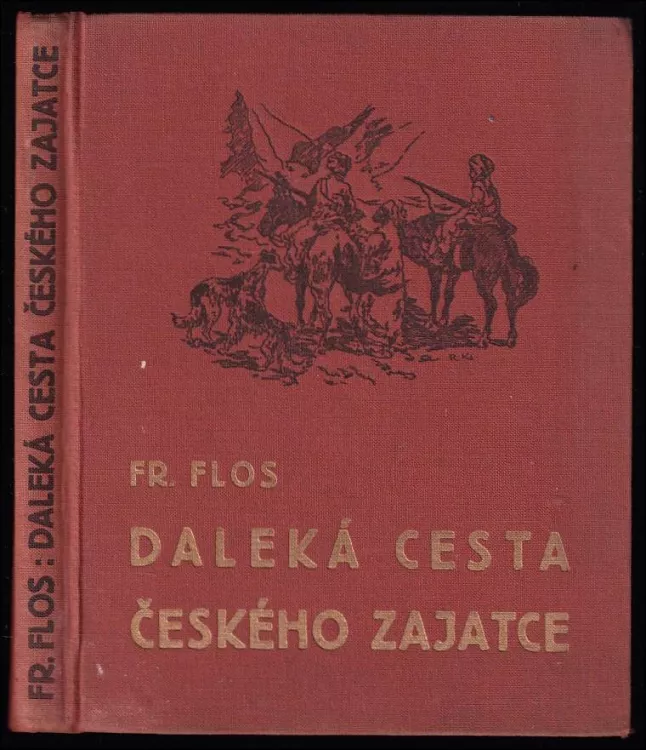 FR. FLOS : DALEKÁ CESTA ČESKÉHO ZAJATCE
FR. FLOS
DALEKÁ CESTA
ČESKÉHO ZAJATCE